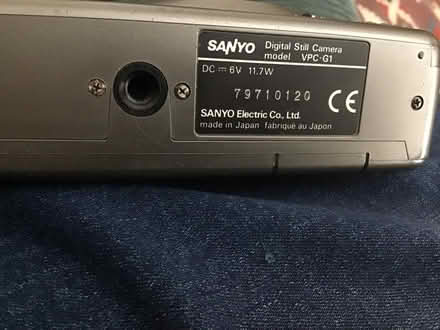 SANYO Digital Still Camera
model VPC-G1
DC ⎓ 6V 11.7W
79710120
CE
SANYO Electric Co., Ltd.
made in Japan fabriqué au Japon